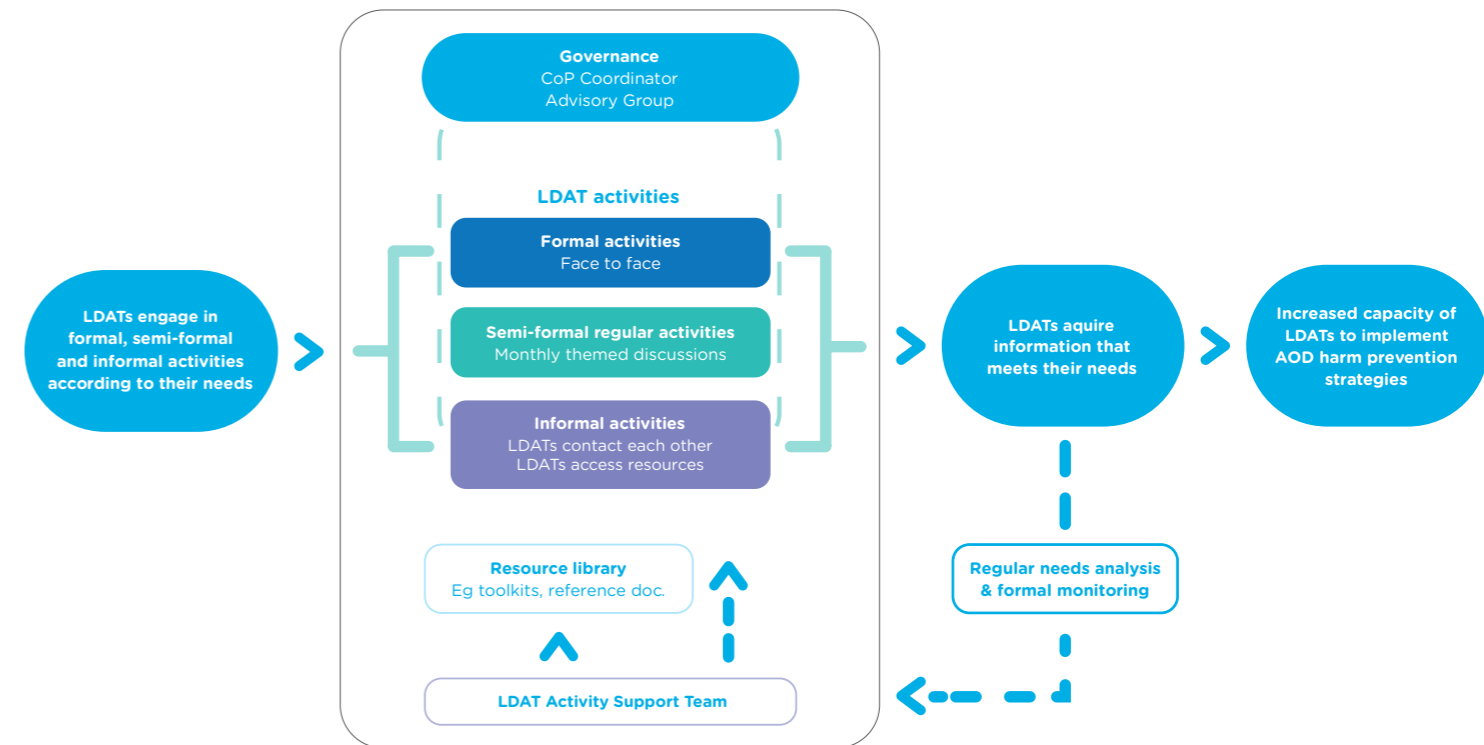 Governance
CoP Coordinator
Advisory Group
LDAT activities
Formal activities
Face to face
LDATs engage in
formal, semi-formal
and informal activities
according to their needs
Semi-formal regular activities
Monthly themed discussions
Informal activities
LDATs contact each other
LDATs access resources
LDATs aquire
information that
meets their needs
Increased capacity of
LDATs to implement
AOD harm prevention
strategies
Resource library
Eg toolkits, reference doc.
Regular needs analysis
& formal monitoring
LDAT Activity Support Team